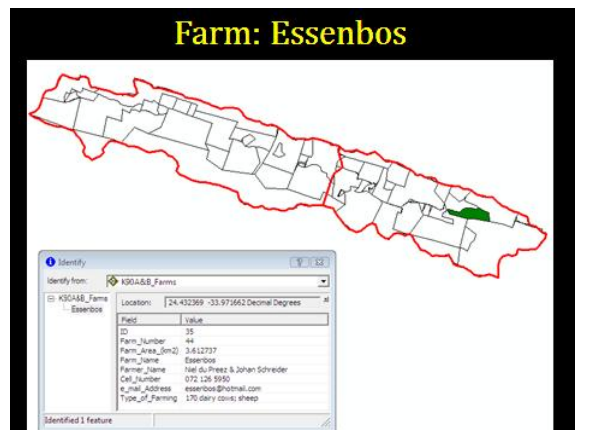 Farm: Essenbos
Identify
Identify from: K90A&B_Farms
K90A&B_Farms
Essenbos
Location: 24.432369 -33.971662 Decimal Degrees
Field Value
ID 35
Farm_Number 44
Farm_Area_(km2) 3.612737
Farm_Name Essenbos
Farmer_Name Niel du Preez & Johan Schreider
Cell_Number 072 126 5950
e_mail_Address essenbos@hotmail.com
Type_of_Farming 170 dairy cows; sheep
Identified 1 feature